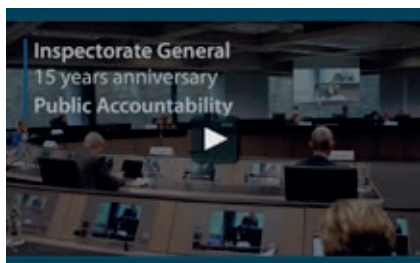 Inspectorate General
15 years anniversary
Public Accountability